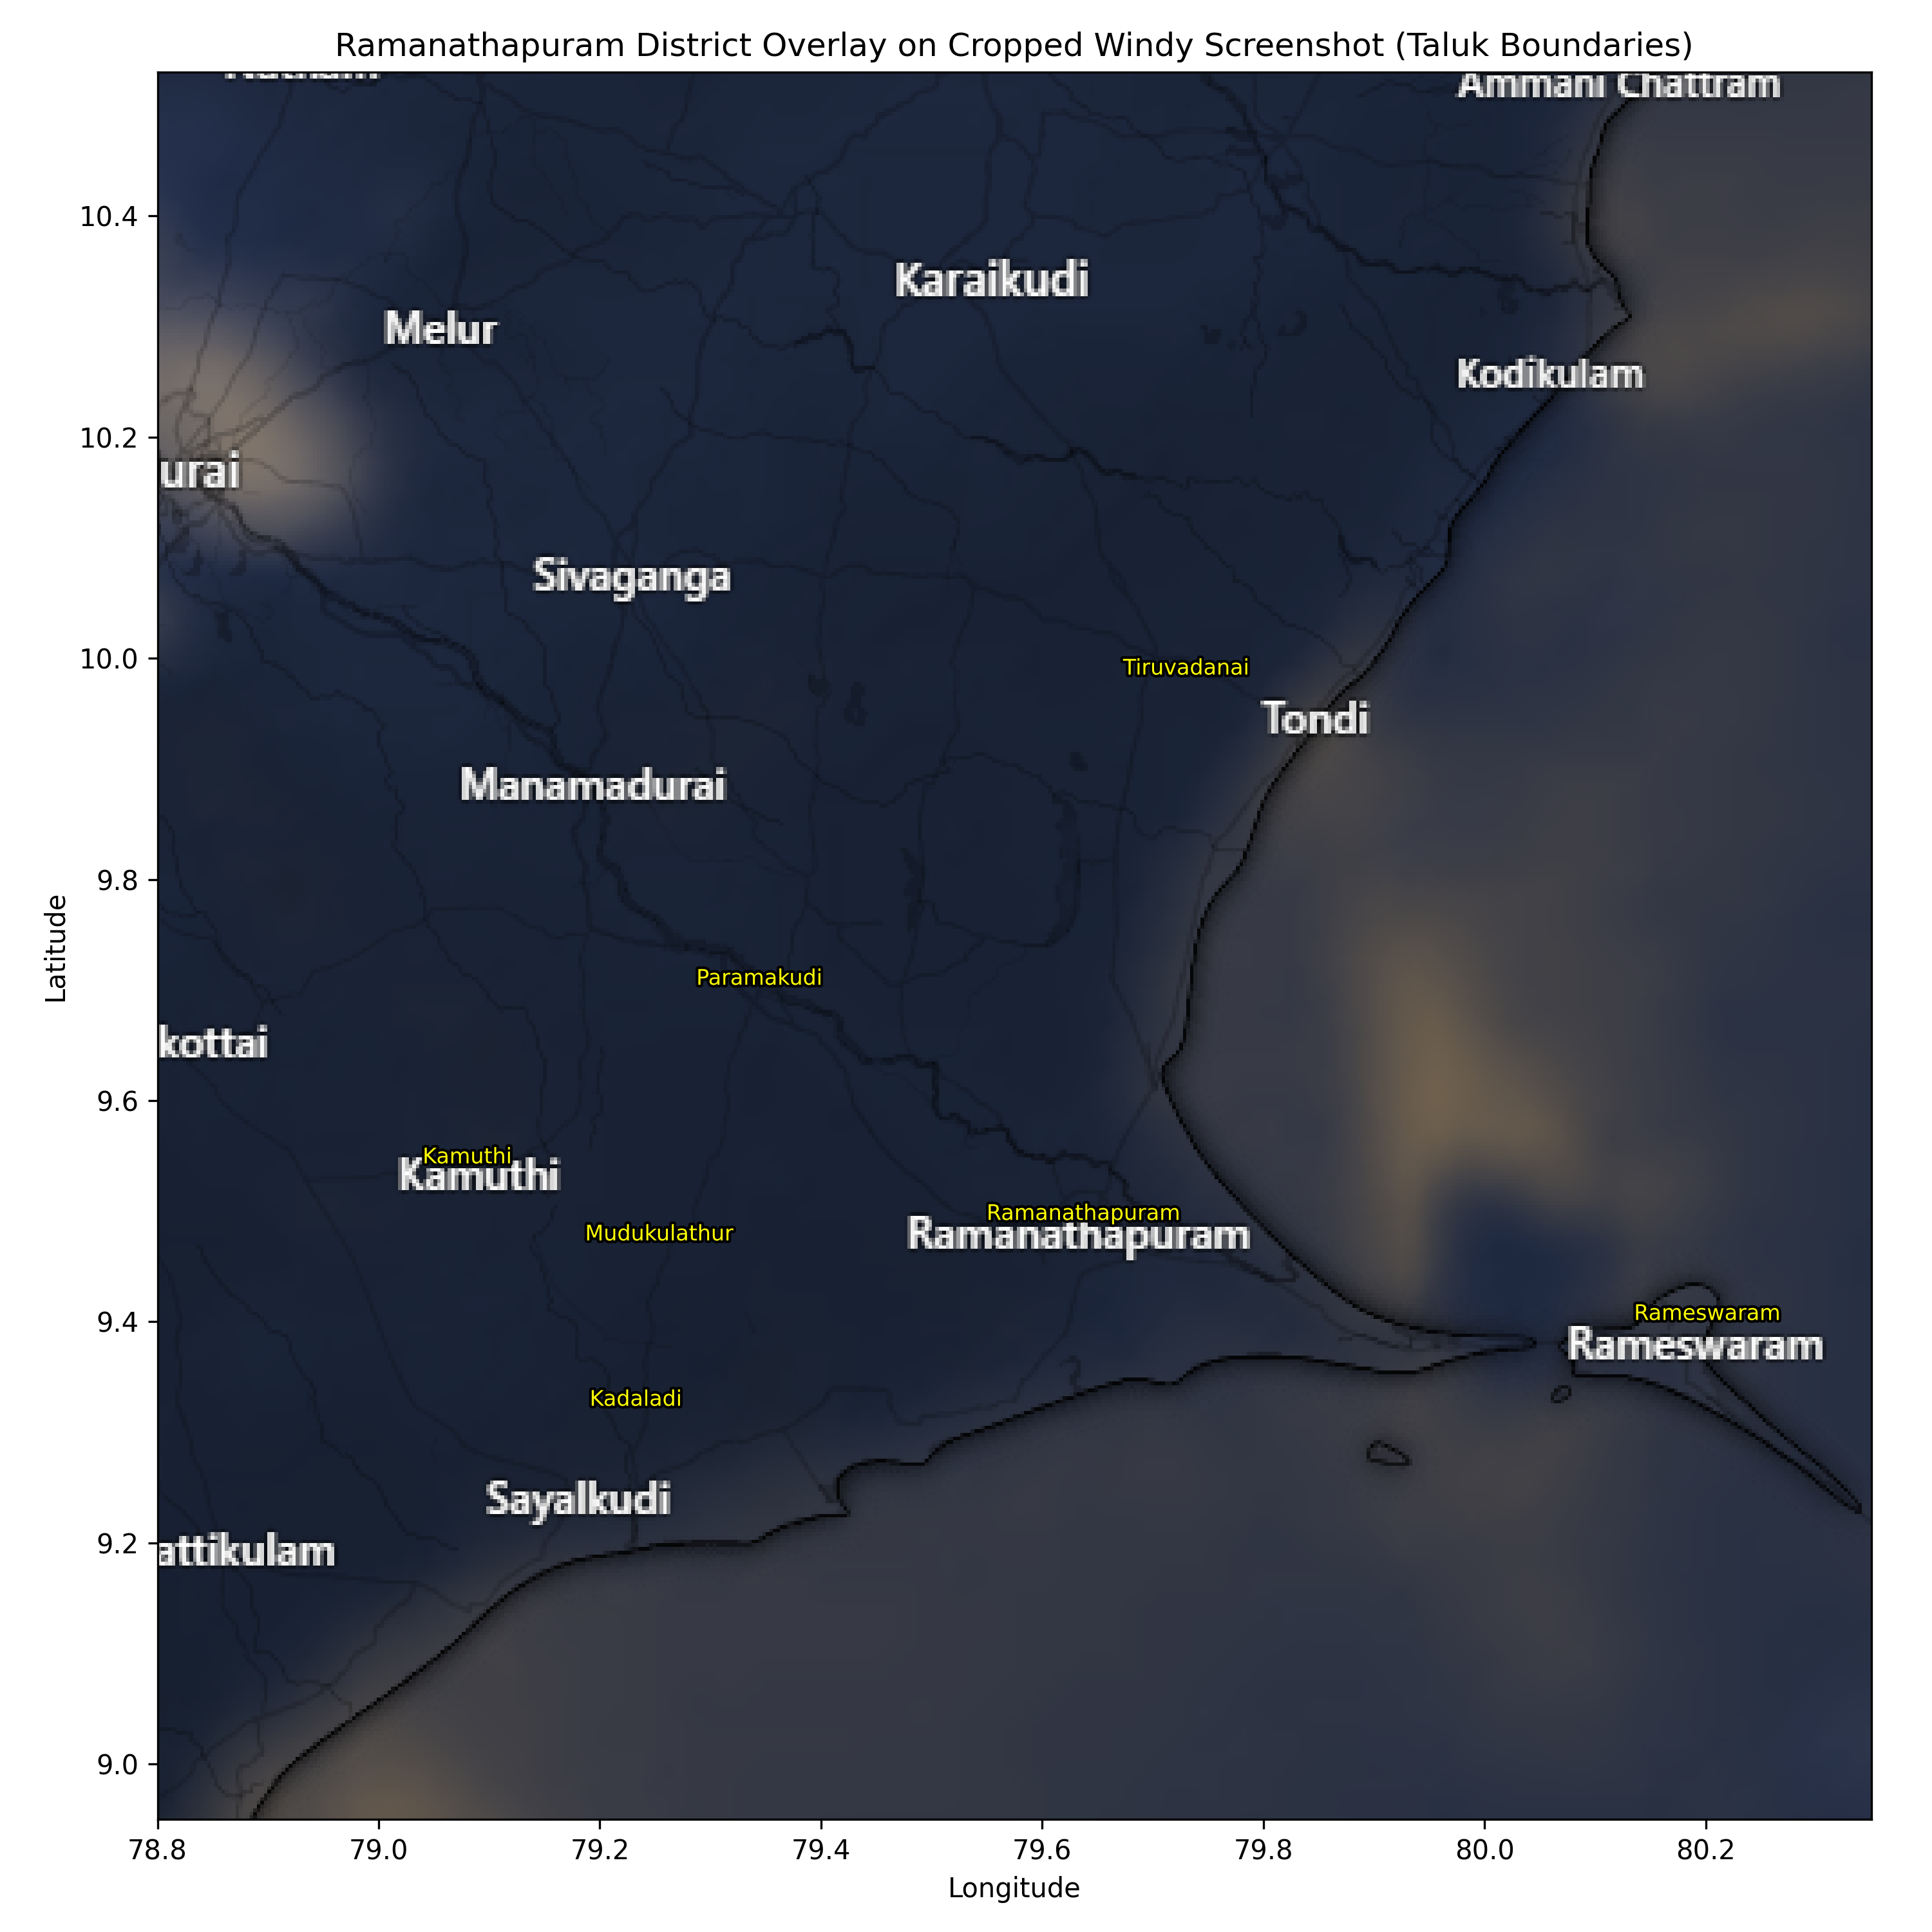 Ramanathapuram District Overlay on Cropped Windy Screenshot (Taluk Boundaries)
Ammani Chattram
10.4
Karaikudi
Melur
Kodikulam
10.2
urai
Sivaganga
10.0
Tiruvadanai
Tondi
Manamadurai
9.8
Latitude
Paramakudi
kottai
9.6
Kamuthi
Kamuthi
Ramanathapuram
Mudukulathur
Ramanathapuram
9.4
Rameswaram
Rameswaram
Kadaladi
Sayalkudi
9.2
attikulam
9.0
78.8 79.0 79.2 79.4 79.6 79.8 80.0 80.2
Longitude